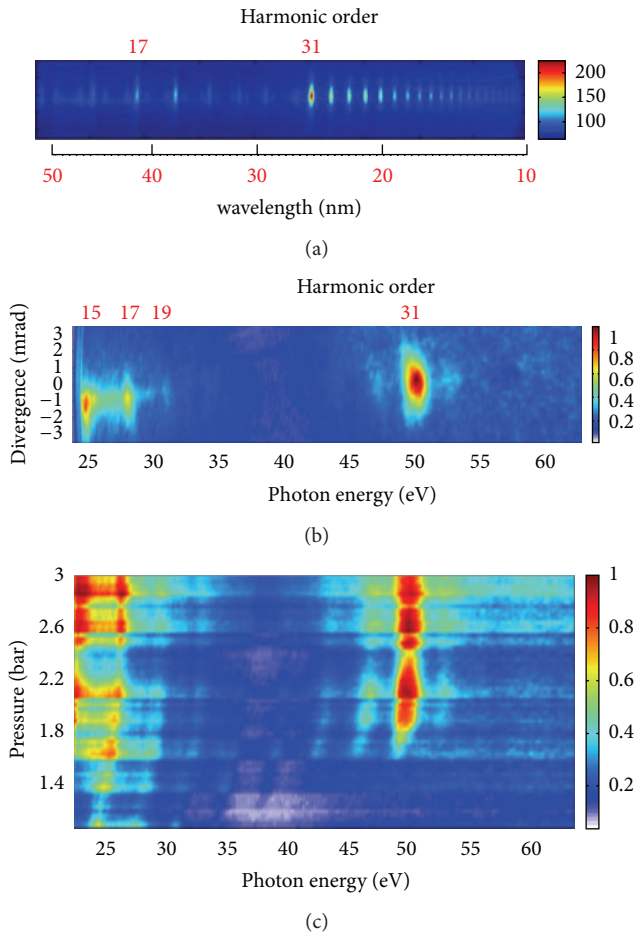 Harmonic order
17 31
200
150
100
50 40 30 20 10
wavelength (nm)
(a)
Harmonic order
15 17 19 31
Divergence (mrad)
3
2
1
0
−1
−2
−3
1
0.8
0.6
0.4
0.2
25 30 35 40 45 50 55 60
Photon energy (eV)
(b)
Pressure (bar)
3
2.6
2.2
1.8
1.4
1
0.8
0.6
0.4
0.2
25 30 35 40 45 50 55 60
Photon energy (eV)
(c)